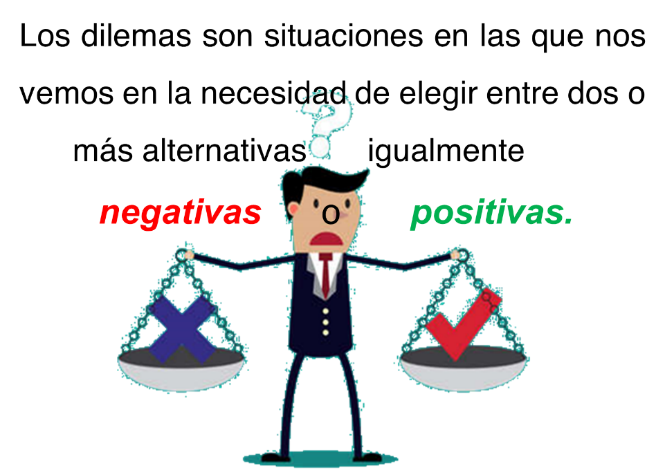 Los dilemas son situaciones en las que nos
vemos en la necesidad de elegir entre dos o
más alternativas igualmente
negativas o positivas.